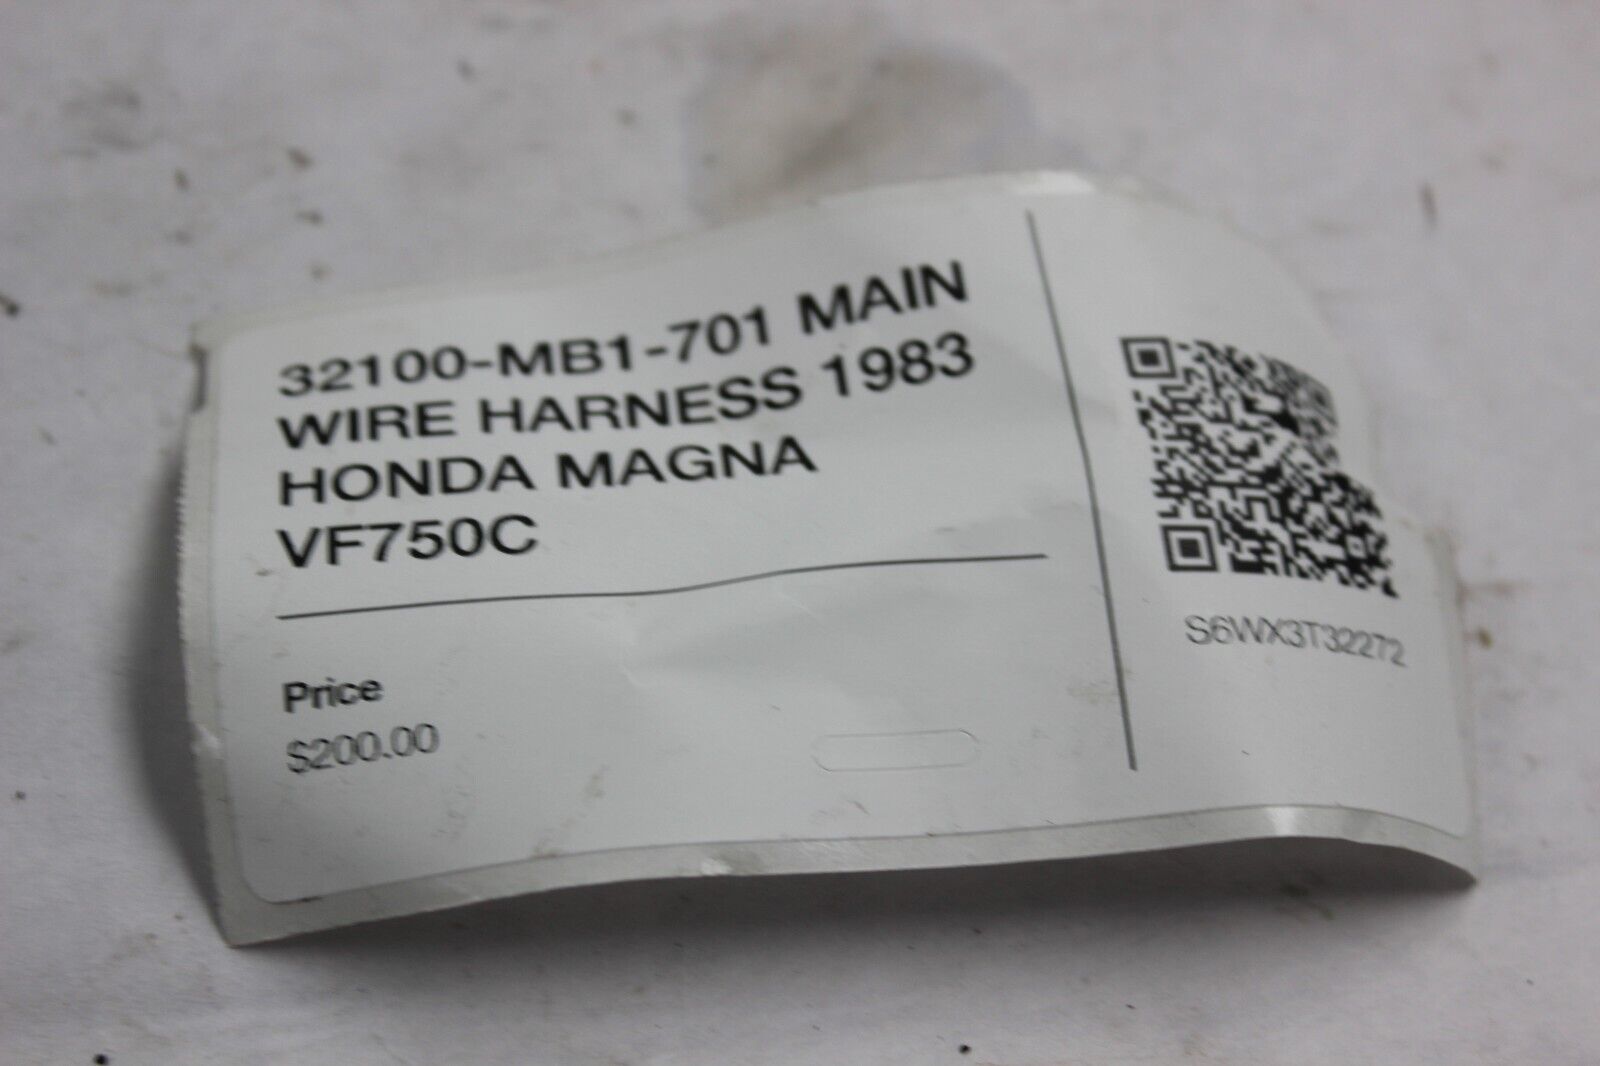 32100-MB1-701 MAIN
WIRE HARNESS 1983
HONDA MAGNA
VF750C
Price
$200.00
S6WX3T32272